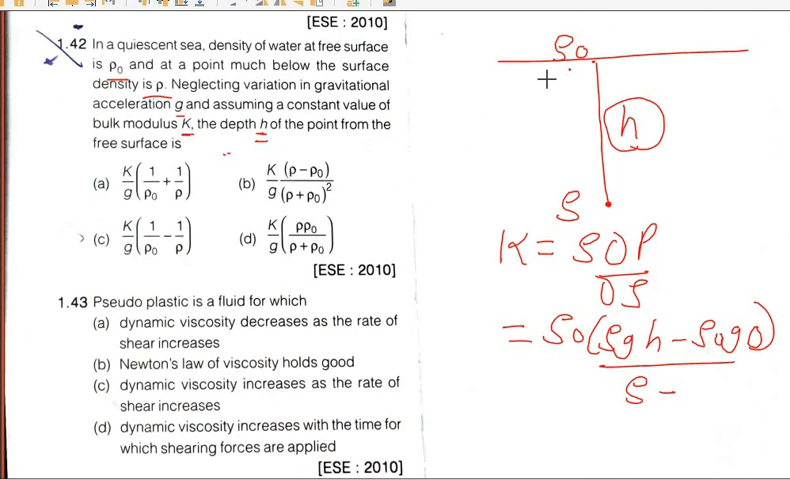 [ESE : 2010]
1.42 In a quiescent sea, density of water at free surface
is ρ₀ and at a point much below the surface
density is ρ. Neglecting variation in gravitational
acceleration g and assuming a constant value of
bulk modulus K, the depth h of the point from the
free surface is
(a) K/g (1/ρ₀ + 1/ρ) (b) K/g (ρ – ρ₀)/(ρ + ρ₀)²
(c) K/g (1/ρ₀ – 1/ρ) (d) K/g (ρρ₀/(ρ + ρ₀))
[ESE : 2010]
1.43 Pseudo plastic is a fluid for which
(a) dynamic viscosity decreases as the rate of
shear increases
(b) Newton's law of viscosity holds good
(c) dynamic viscosity increases as the rate of
shear increases
(d) dynamic viscosity increases with the time for
which shearing forces are applied
[ESE : 2010]
ρ₀
h
ρ
K = ρ ∂P
∂ρ
= ρ₀(ρgh – ρ₀g0)
ρ –